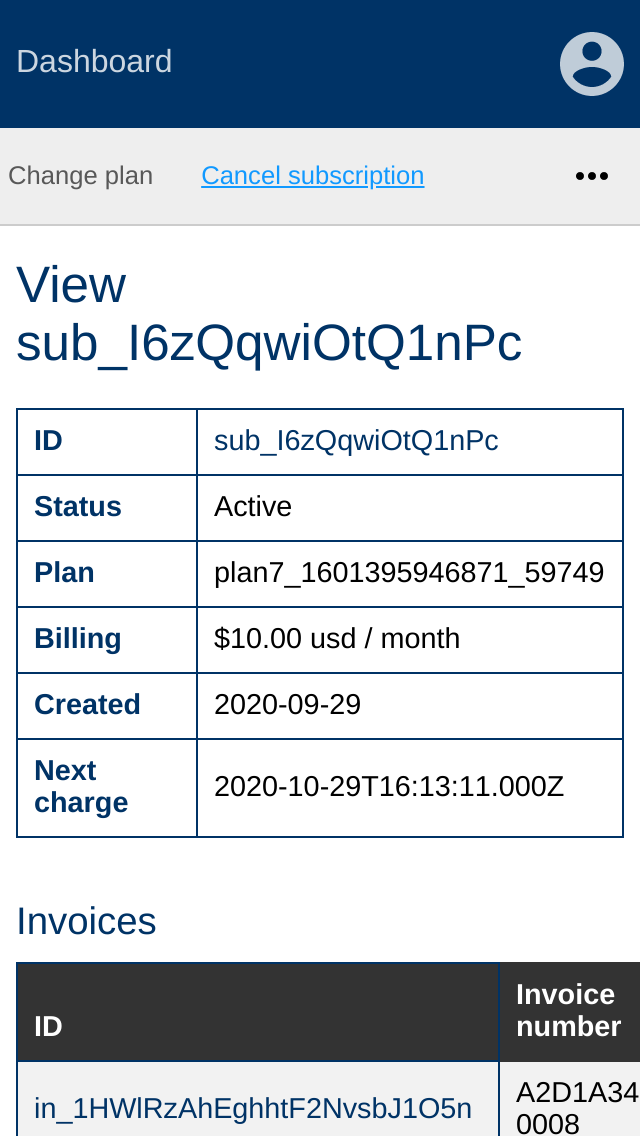 Dashboard
Change plan Cancel subscription
View
sub_I6zQqwiOtQ1nPc
ID sub_I6zQqwiOtQ1nPc
Status Active
Plan plan7_1601395946871_59749
Billing $10.00 usd / month
Created 2020-09-29
Next
charge 2020-10-29T16:13:11.000Z
Invoices
ID Invoice
number
in_1HWlRzAhEghhtF2NvsbJ1O5n A2D1A34
0008